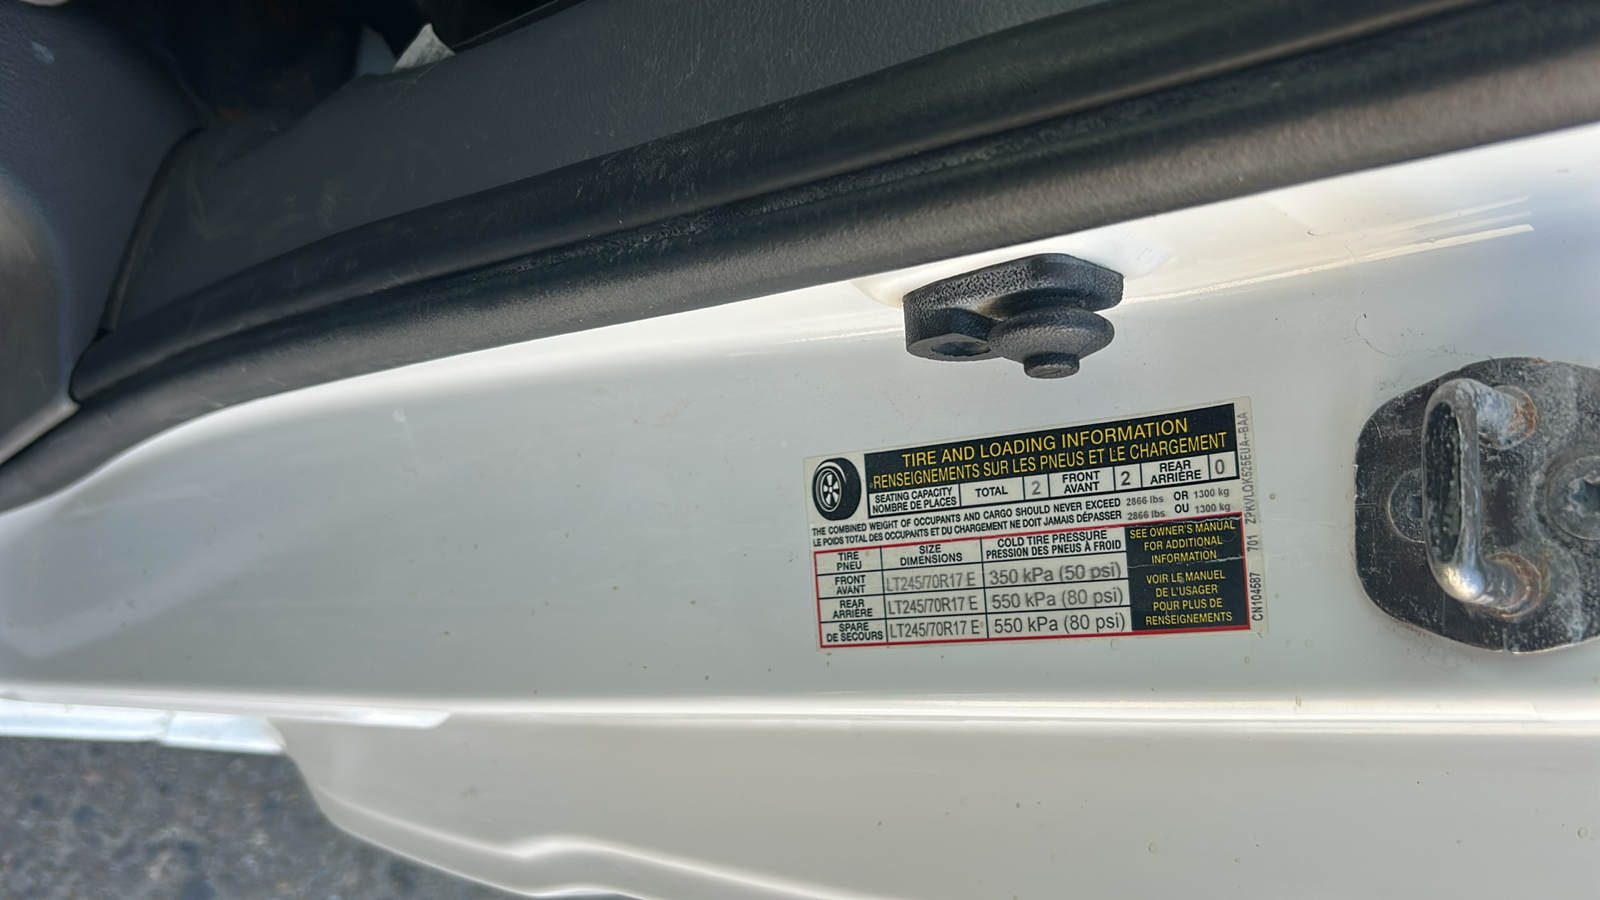 TIRE AND LOADING INFORMATION
RENSEIGNEMENTS SUR LES PNEUS ET LE CHARGEMENT
SEATING CAPACITY
NOMBRE DE PLACES
TOTAL 2
FRONT
AVANT
2
REAR
ARRIÈRE
0
THE COMBINED WEIGHT OF OCCUPANTS AND CARGO SHOULD NEVER EXCEED 2866 lbs OR 1300 kg
LE POIDS TOTAL DES OCCUPANTS ET DU CHARGEMENT NE DOIT JAMAIS DÉPASSER 2866 lbs OU 1300 kg
TIRE
PNEU
SIZE
DIMENSIONS
COLD TIRE PRESSURE
PRESSION DES PNEUS À FROID
FRONT
AVANT
LT245/70R17 E 350 kPa (50 psi)
REAR
ARRIÈRE
LT245/70R17 E 550 kPa (80 psi)
SPARE
DE SECOURS
LT245/70R17 E 550 kPa (80 psi)
SEE OWNER'S MANUAL
FOR ADDITIONAL
INFORMATION
VOIR LE MANUEL
DE L'USAGER
POUR PLUS DE
RENSEIGNEMENTS
CN104587 701